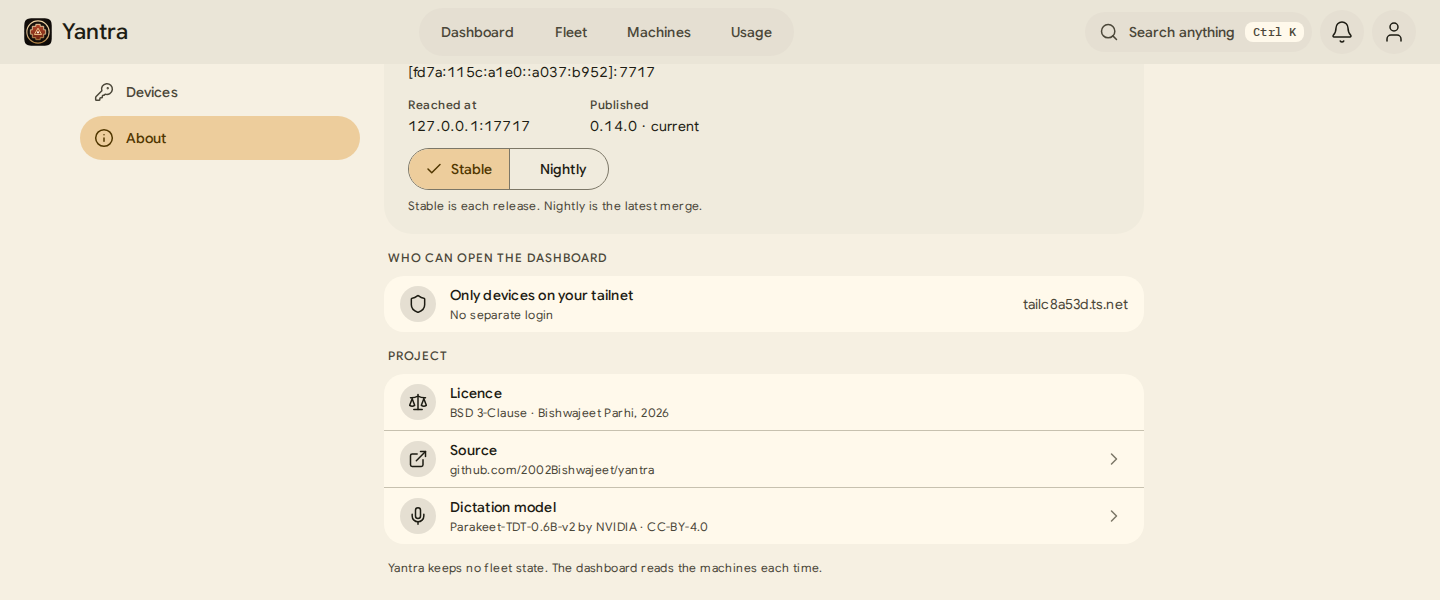 Yantra
Dashboard Fleet Machines Usage
Search anything Ctrl K
Devices
About
[fd7a:115c:a1e0::a037:b952]:7717
Reached at Published
127.0.0.1:17717 0.14.0 · current
Stable Nightly
Stable is each release. Nightly is the latest merge.
WHO CAN OPEN THE DASHBOARD
Only devices on your tailnet
No separate login
tailc8a53d.ts.net
PROJECT
Licence
BSD 3-Clause · Bishwajeet Parhi, 2026
Source
github.com/2002Bishwajeet/yantra
Dictation model
Parakeet-TDT-0.6B-v2 by NVIDIA · CC-BY-4.0
Yantra keeps no fleet state. The dashboard reads the machines each time.